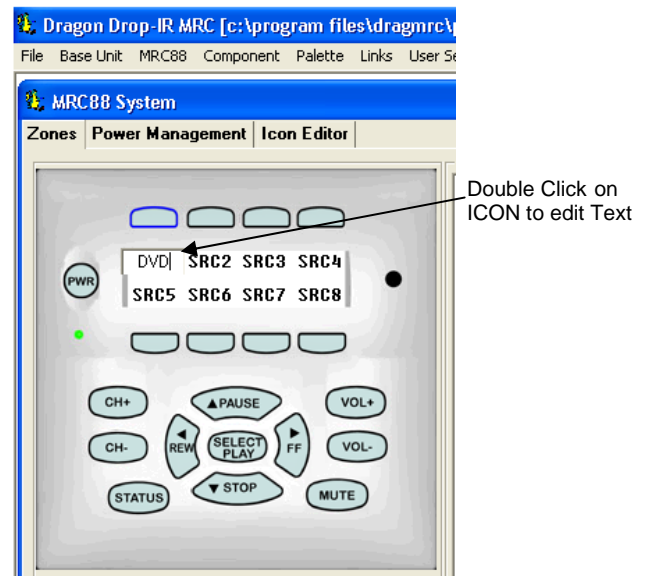 Dragon Drop-IR MRC [c:\program files\dragmrc\
File Base Unit MRC88 Component Palette Links User Se
MRC88 System
Zones Power Management Icon Editor
Double Click on
ICON to edit Text
DVD SRC2 SRC3 SRC4
PWR
SRC5 SRC6 SRC7 SRC8
CH+ ▲PAUSE VOL+
CH- ◀ REW SELECT PLAY ▶ FF VOL-
STATUS ▼ STOP MUTE